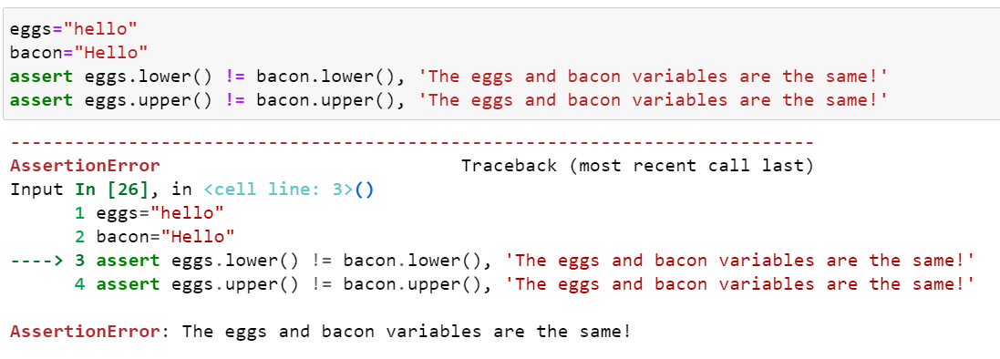 eggs="hello"
bacon="Hello"
assert eggs.lower() != bacon.lower(), 'The eggs and bacon variables are the same!'
assert eggs.upper() != bacon.upper(), 'The eggs and bacon variables are the same!'
---------------------------------------------------------------------------
AssertionError                            Traceback (most recent call last)
Input In [26], in <cell line: 3>()
      1 eggs="hello"
      2 bacon="Hello"
----> 3 assert eggs.lower() != bacon.lower(), 'The eggs and bacon variables are the same!'
      4 assert eggs.upper() != bacon.upper(), 'The eggs and bacon variables are the same!'
AssertionError: The eggs and bacon variables are the same!